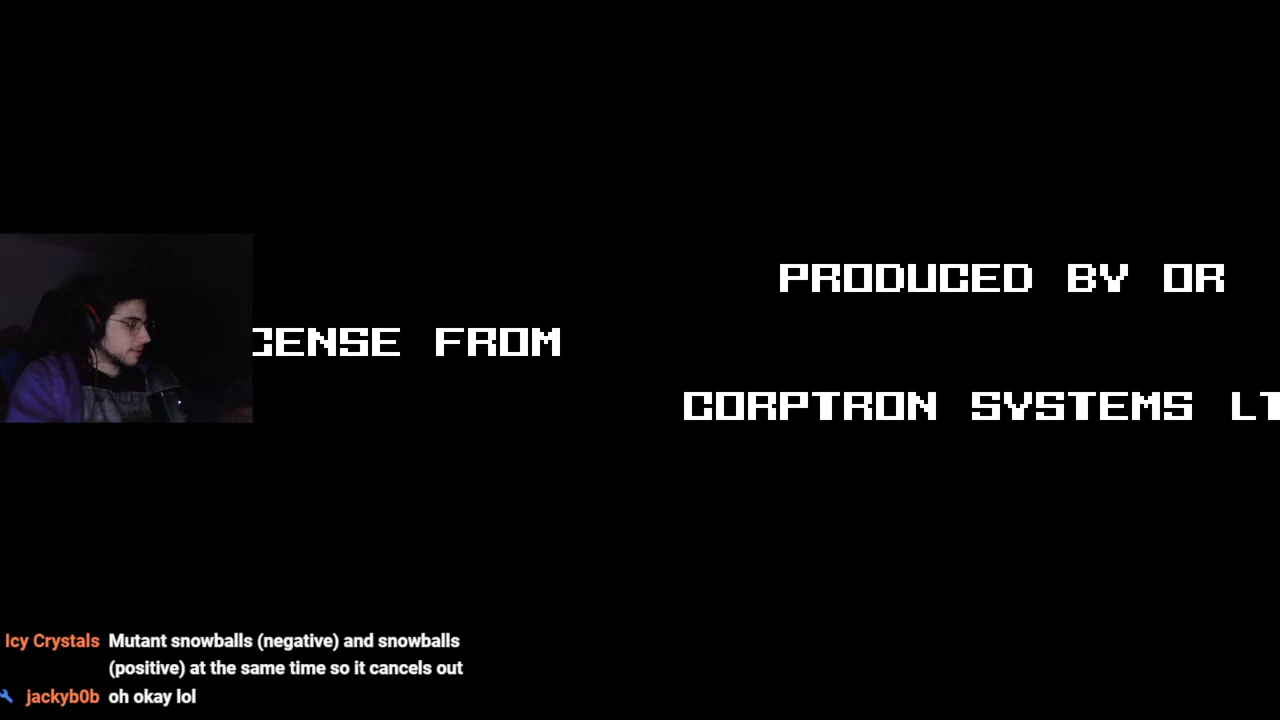 PRODUCED BY OR
CENSE FROM
CORPTRON SYSTEMS LT
Icy Crystals Mutant snowballs (negative) and snowballs
(positive) at the same time so it cancels out
jackyb0b oh okay lol